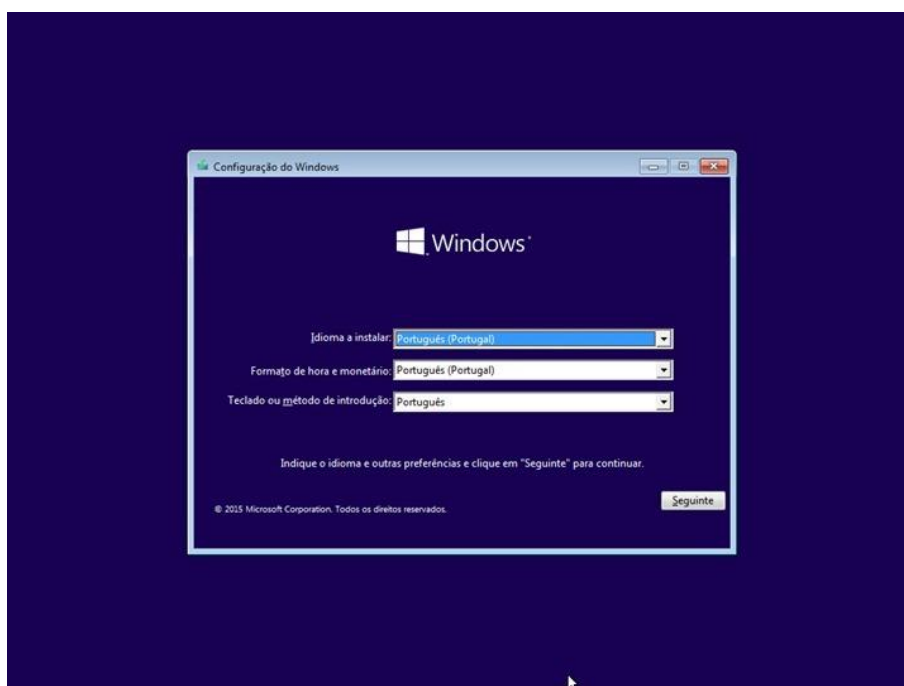 Configuração do Windows
Windows
Idioma a instalar: Português (Portugal)
Formato de hora e monetário: Português (Portugal)
Teclado ou método de introdução: Português
Indique o idioma e outras preferências e clique em "Seguinte" para continuar.
Seguinte
© 2015 Microsoft Corporation. Todos os direitos reservados.